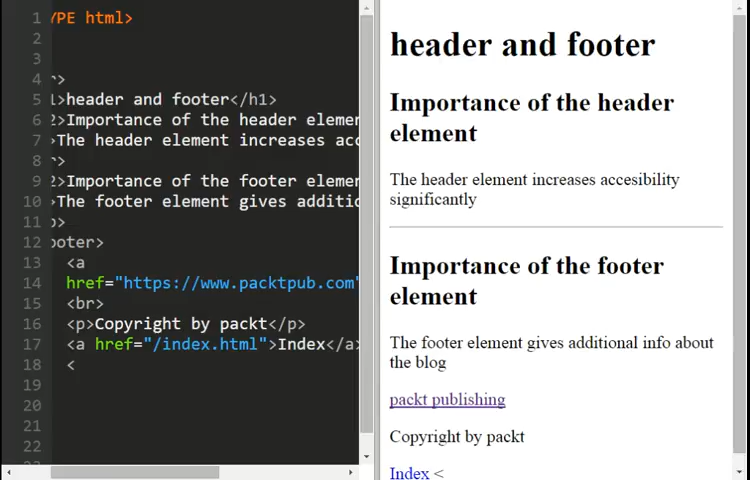 1 YPE html>
2
3
4 r>
5 1>header and footer</h1>
6 2>Importance of the header elemen
7 >The header element increases acc
8 r>
9 2>Importance of the footer elemen
10 >The footer element gives additio
11 p>
12 ooter>
13 <a
14 href="https://www.packtpub.com"
15 <br>
16 <p>Copyright by packt</p>
17 <a href="/index.html">Index</a>
18 <
19
20
21
22
23
header and footer
Importance of the header
element
The header element increases accesibility
significantly
Importance of the footer
element
The footer element gives additional info about
the blog
packt publishing
Copyright by packt
Index <